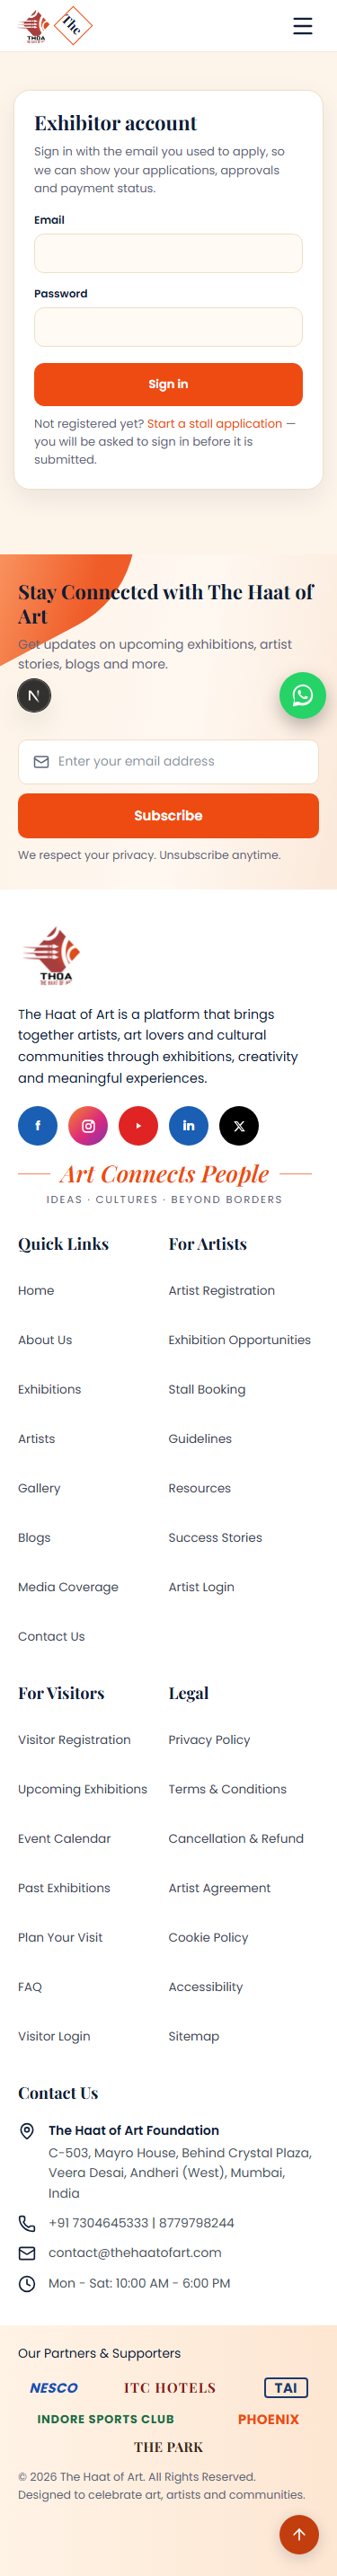 THOA
The
Exhibitor account
Sign in with the email you used to apply, so
we can show your applications, approvals
and payment status.
Email
Password
Sign in
Not registered yet? Start a stall application —
you will be asked to sign in before it is
submitted.
Stay Connected with The Haat of
Art
Get updates on upcoming exhibitions, artist
stories, blogs and more.
N
Enter your email address
Subscribe
We respect your privacy. Unsubscribe anytime.
THOA
THE HAAT OF ART
The Haat of Art is a platform that brings
together artists, art lovers and cultural
communities through exhibitions, creativity
and meaningful experiences.
Art Connects People
IDEAS · CULTURES · BEYOND BORDERS
Quick Links
Home
About Us
Exhibitions
Artists
Gallery
Blogs
Media Coverage
Contact Us
For Artists
Artist Registration
Exhibition Opportunities
Stall Booking
Guidelines
Resources
Success Stories
Artist Login
For Visitors
Visitor Registration
Upcoming Exhibitions
Event Calendar
Past Exhibitions
Plan Your Visit
FAQ
Visitor Login
Legal
Privacy Policy
Terms & Conditions
Cancellation & Refund
Artist Agreement
Cookie Policy
Accessibility
Sitemap
Contact Us
The Haat of Art Foundation
C-503, Mayro House, Behind Crystal Plaza,
Veera Desai, Andheri (West), Mumbai,
India
+91 7304645333 | 8779798244
contact@thehaatofart.com
Mon - Sat: 10:00 AM - 6:00 PM
Our Partners & Supporters
NESCO
ITC HOTELS
TAI
INDORE SPORTS CLUB
PHOENIX
THE PARK
© 2026 The Haat of Art. All Rights Reserved.
Designed to celebrate art, artists and communities.